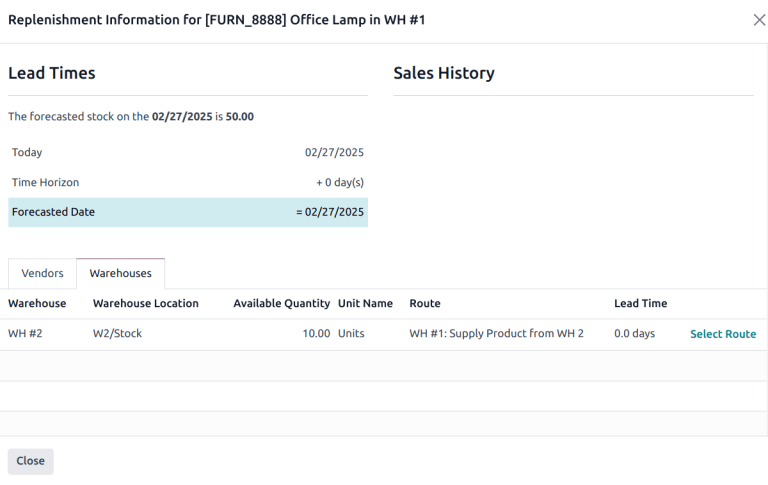 Replenishment Information for [FURN_8888] Office Lamp in WH #1
Lead Times
Sales History
The forecasted stock on the 02/27/2025 is 50.00
Today 02/27/2025
Time Horizon + 0 day(s)
Forecasted Date = 02/27/2025
Vendors Warehouses
Warehouse Warehouse Location Available Quantity Unit Name Route Lead Time
WH #2 W2/Stock 10.00 Units WH #1: Supply Product from WH 2 0.0 days Select Route
Close